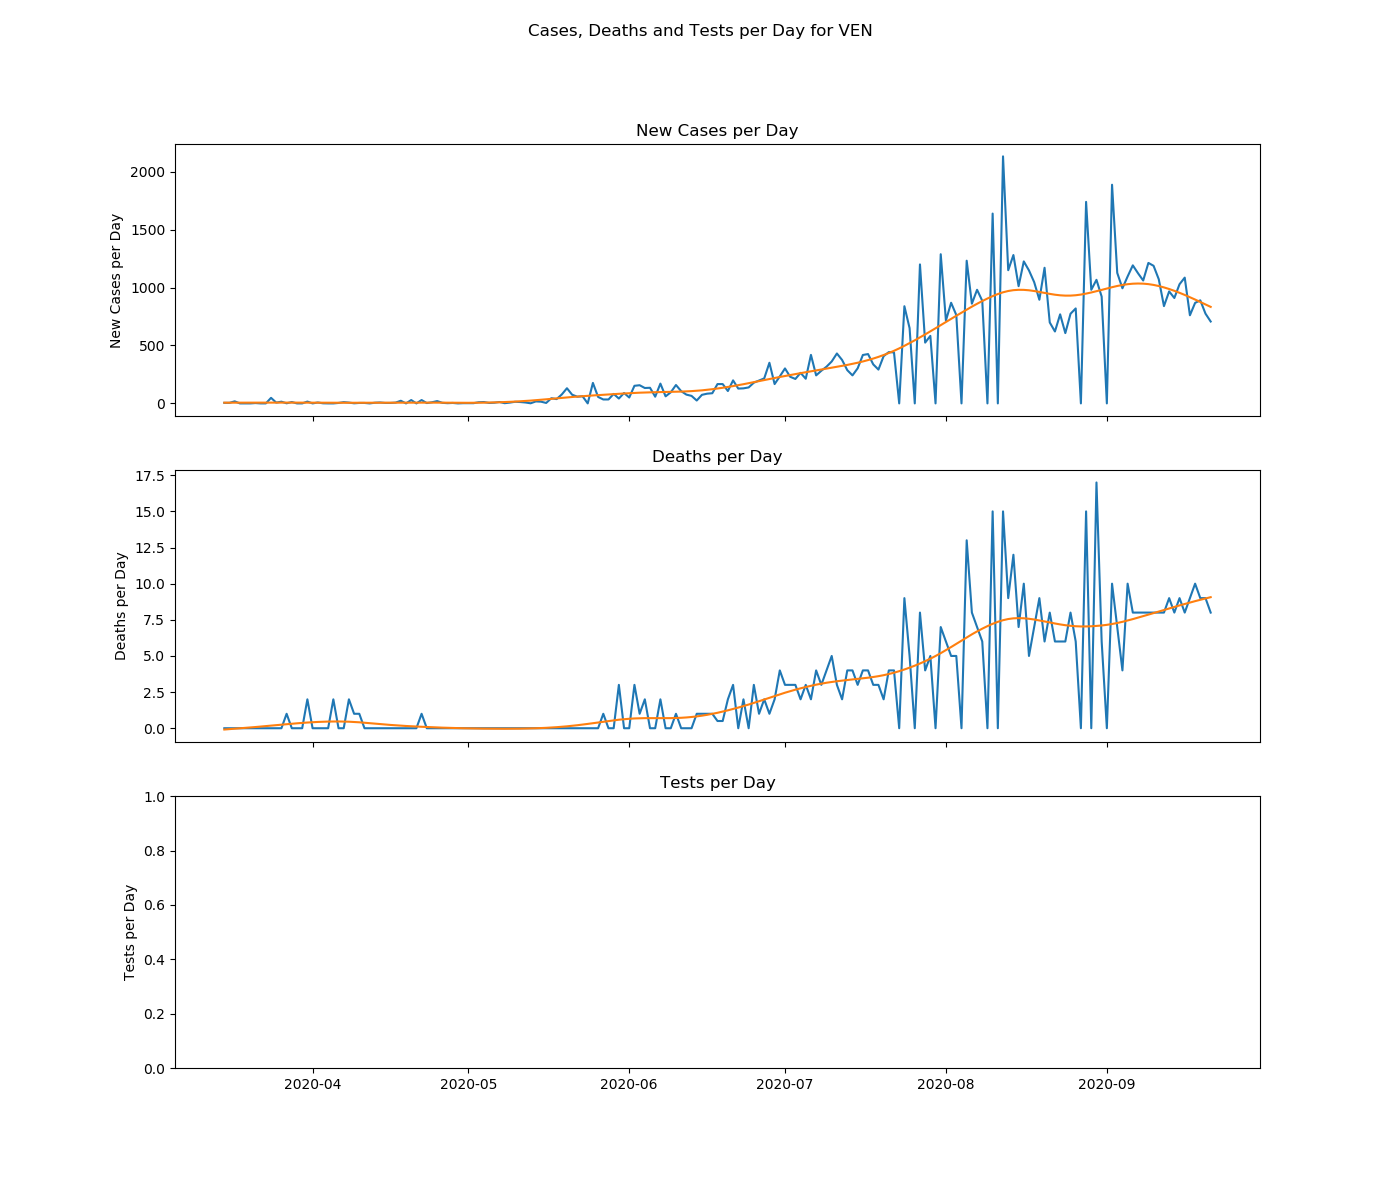 Cases, Deaths and Tests per Day for VEN
New Cases per Day
New Cases per Day
2000
1500
1000
500
0
Deaths per Day
Deaths per Day
17.5
15.0
12.5
10.0
7.5
5.0
2.5
0.0
Tests per Day
Tests per Day
1.0
0.8
0.6
0.4
0.2
0.0
2020-04 2020-05 2020-06 2020-07 2020-08 2020-09